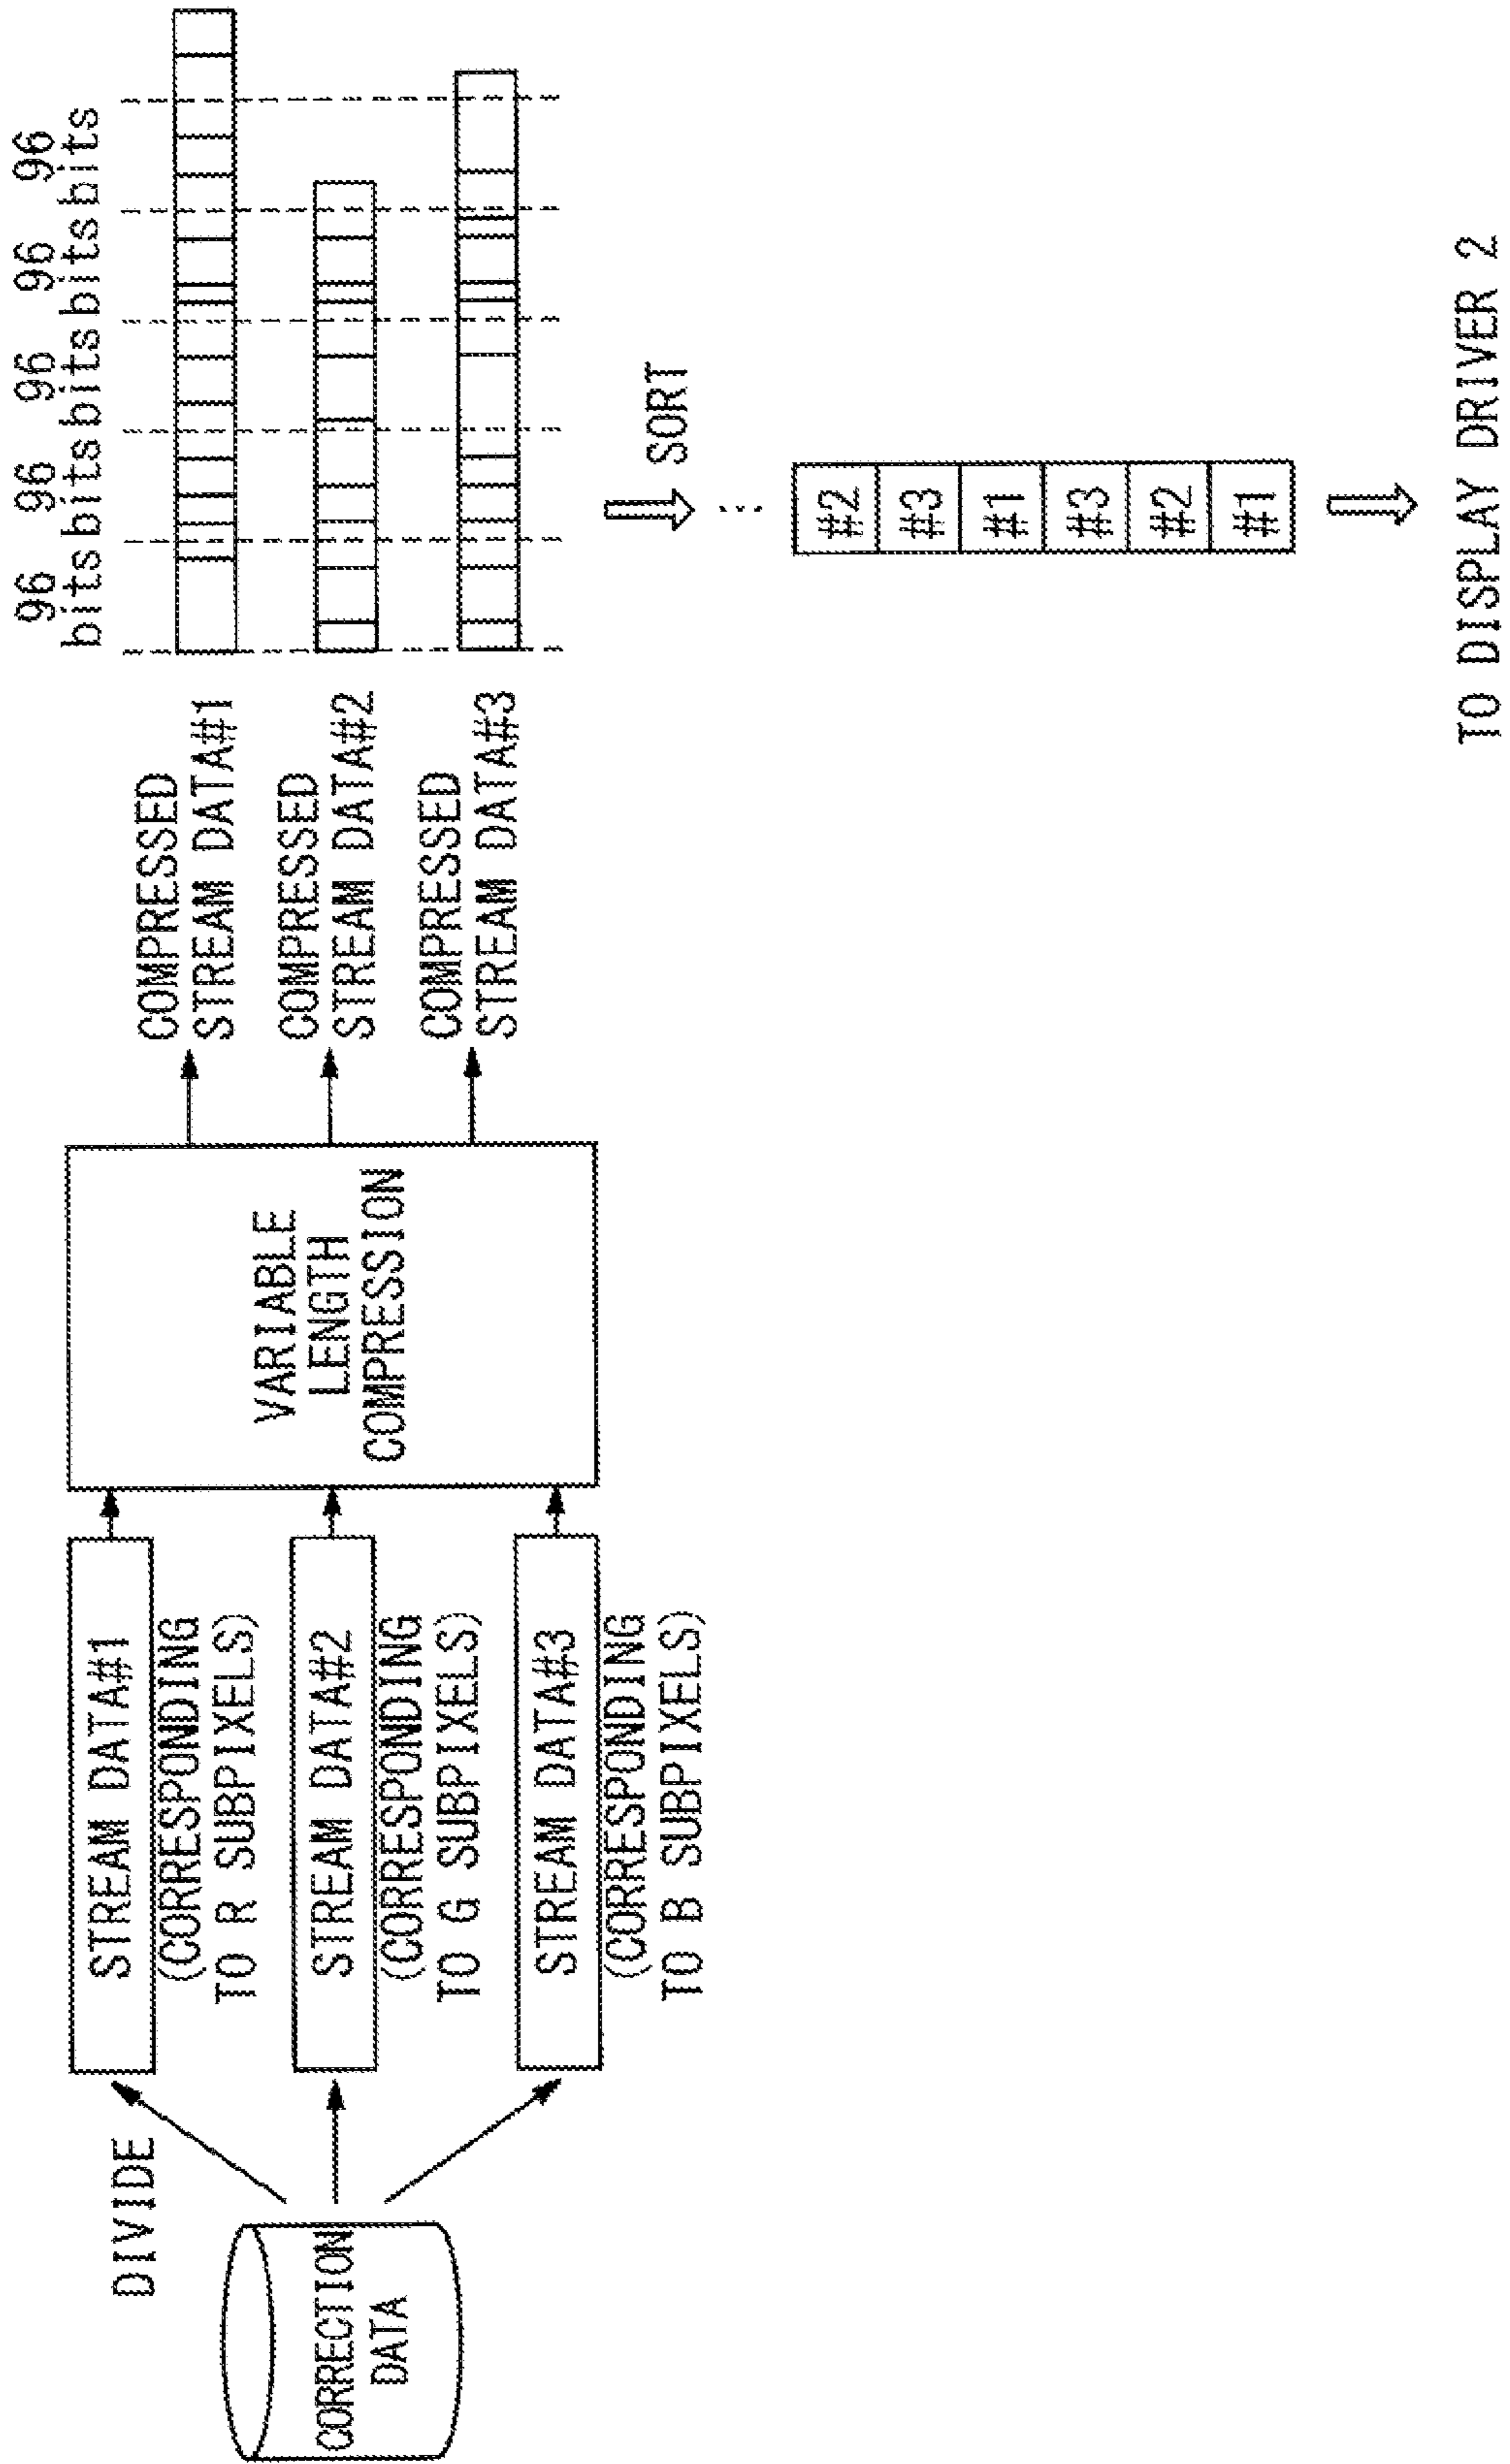 CORRECTION
DATA
DIVIDE
STREAM DATA#1
(CORRESPONDING
TO R SUBPIXELS)
STREAM DATA#2
(CORRESPONDING
TO G SUBPIXELS)
STREAM DATA#3
(CORRESPONDING
TO B SUBPIXELS)
VARIABLE
LENGTH
COMPRESSION
COMPRESSED
STREAM DATA#1
COMPRESSED
STREAM DATA#2
COMPRESSED
STREAM DATA#3
96 96 96 96 96
bits bits bits bits bits
SORT
⋮
#2
#3
#1
#3
#2
#1
TO DISPLAY DRIVER 2